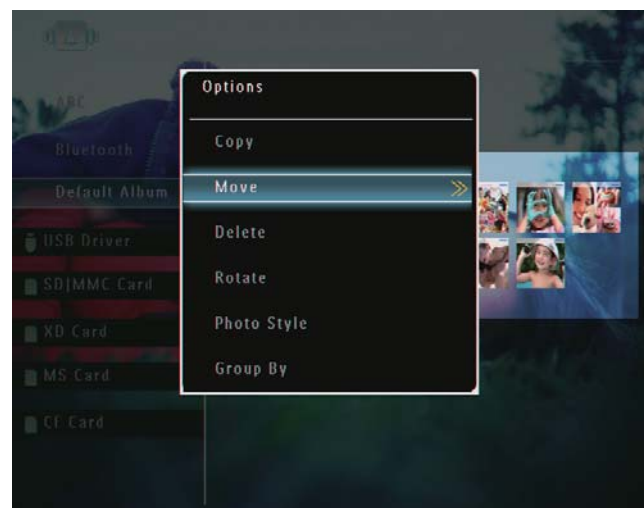 ABC
Bluetooth
Default Album
USB Driver
SD|MMC Card
XD Card
MS Card
CF Card
Options
Copy
Move
Delete
Rotate
Photo Style
Group By